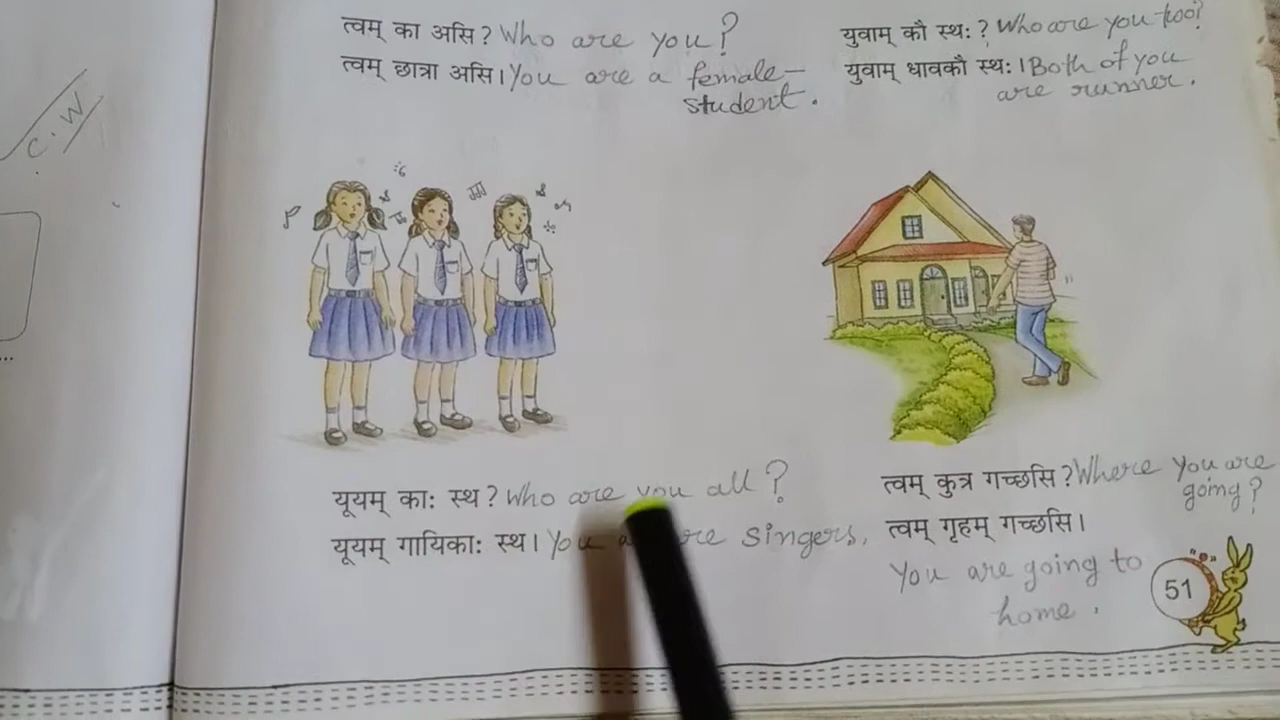 त्वम् का असि ? Who are you?
त्वम् छात्रा असि। You are a female-
student.
युवाम् कौ स्थः ? Who are you too?
युवाम् धावकौ स्थः। Both of you
are runner.
C.W
यूयम् काः स्थ ? Who are you all ?
यूयम् गायिकाः स्थ। You are singers,
त्वम् कुत्र गच्छसि ? Where you are
going?
त्वम् गृहम् गच्छसि।
You are going to
home.
51